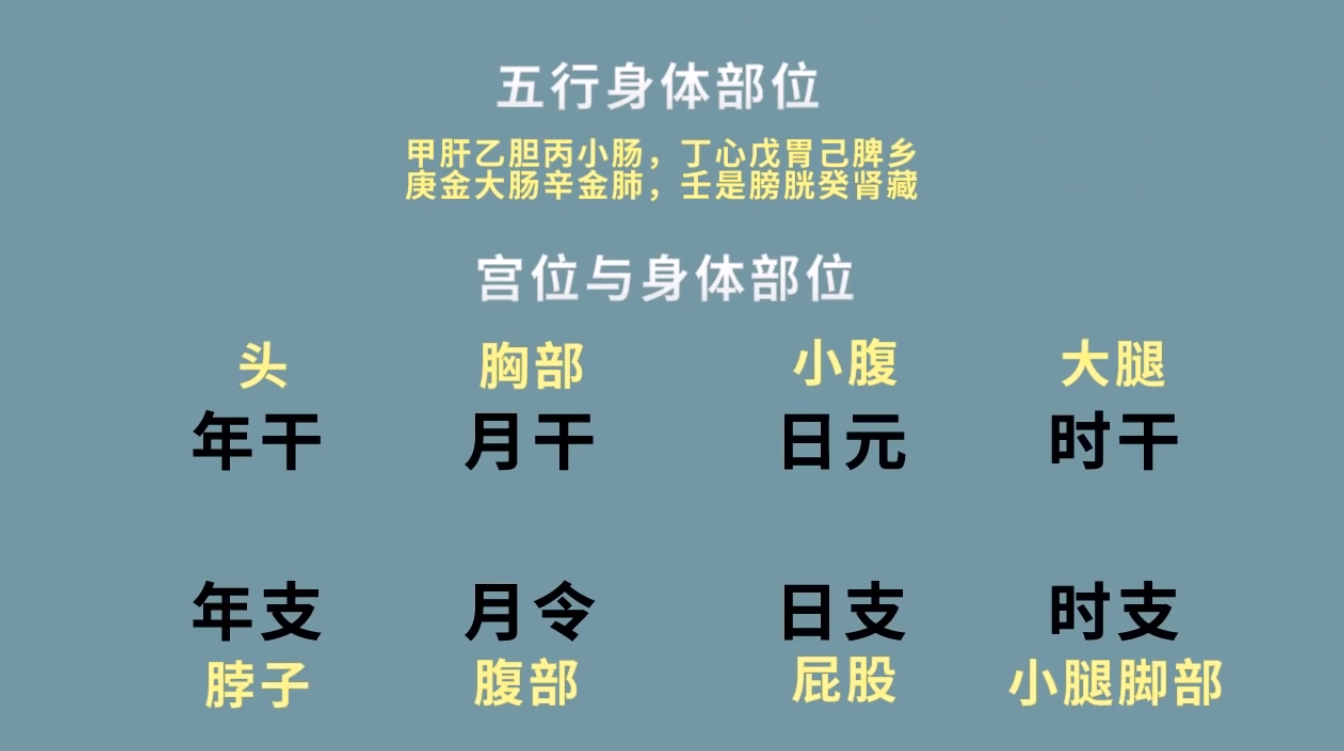 五行身体部位
甲肝乙胆丙小肠，丁心戊胃己脾乡
庚金大肠辛金肺，壬是膀胱癸肾藏
宫位与身体部位
头 胸部 小腹 大腿
年干 月干 日元 时干
年支 月令 日支 时支
脖子 腹部 屁股 小腿脚部